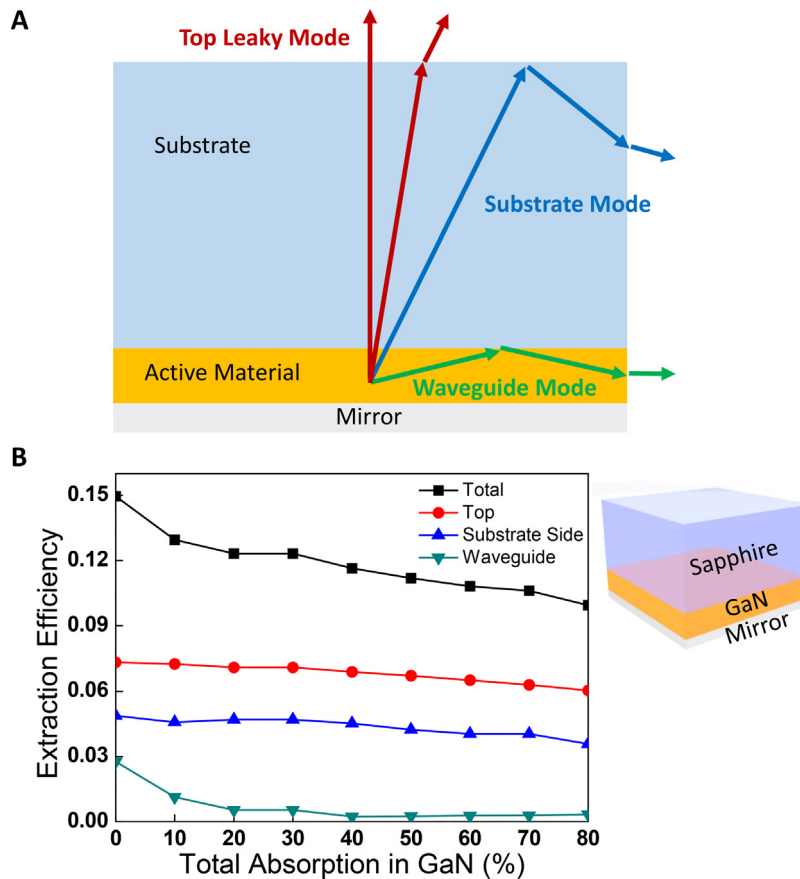 A
Top Leaky Mode
Substrate
Substrate Mode
Active Material
Waveguide Mode
Mirror
B
Extraction Efficiency
0.15
0.12
0.09
0.06
0.03
0.00
Total
Top
Substrate Side
Waveguide
0 10 20 30 40 50 60 70 80
Total Absorption in GaN (%)
Sapphire
GaN
Mirror